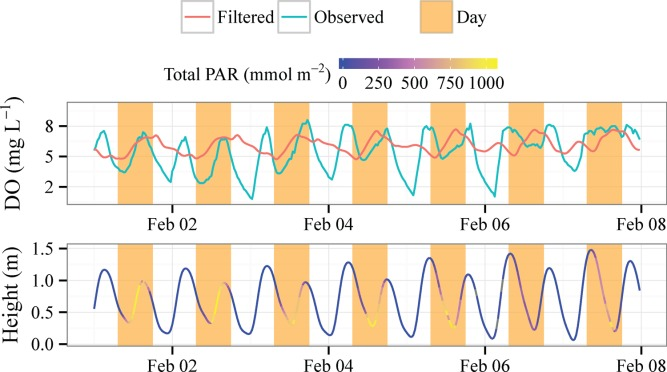 Filtered Observed Day
Total PAR (mmol m−2)
0 250 500 750 1000
DO (mg L−1)
8
5
2
Feb 02 Feb 04 Feb 06 Feb 08
Height (m)
1.5
1.0
0.5
0.0
Feb 02 Feb 04 Feb 06 Feb 08